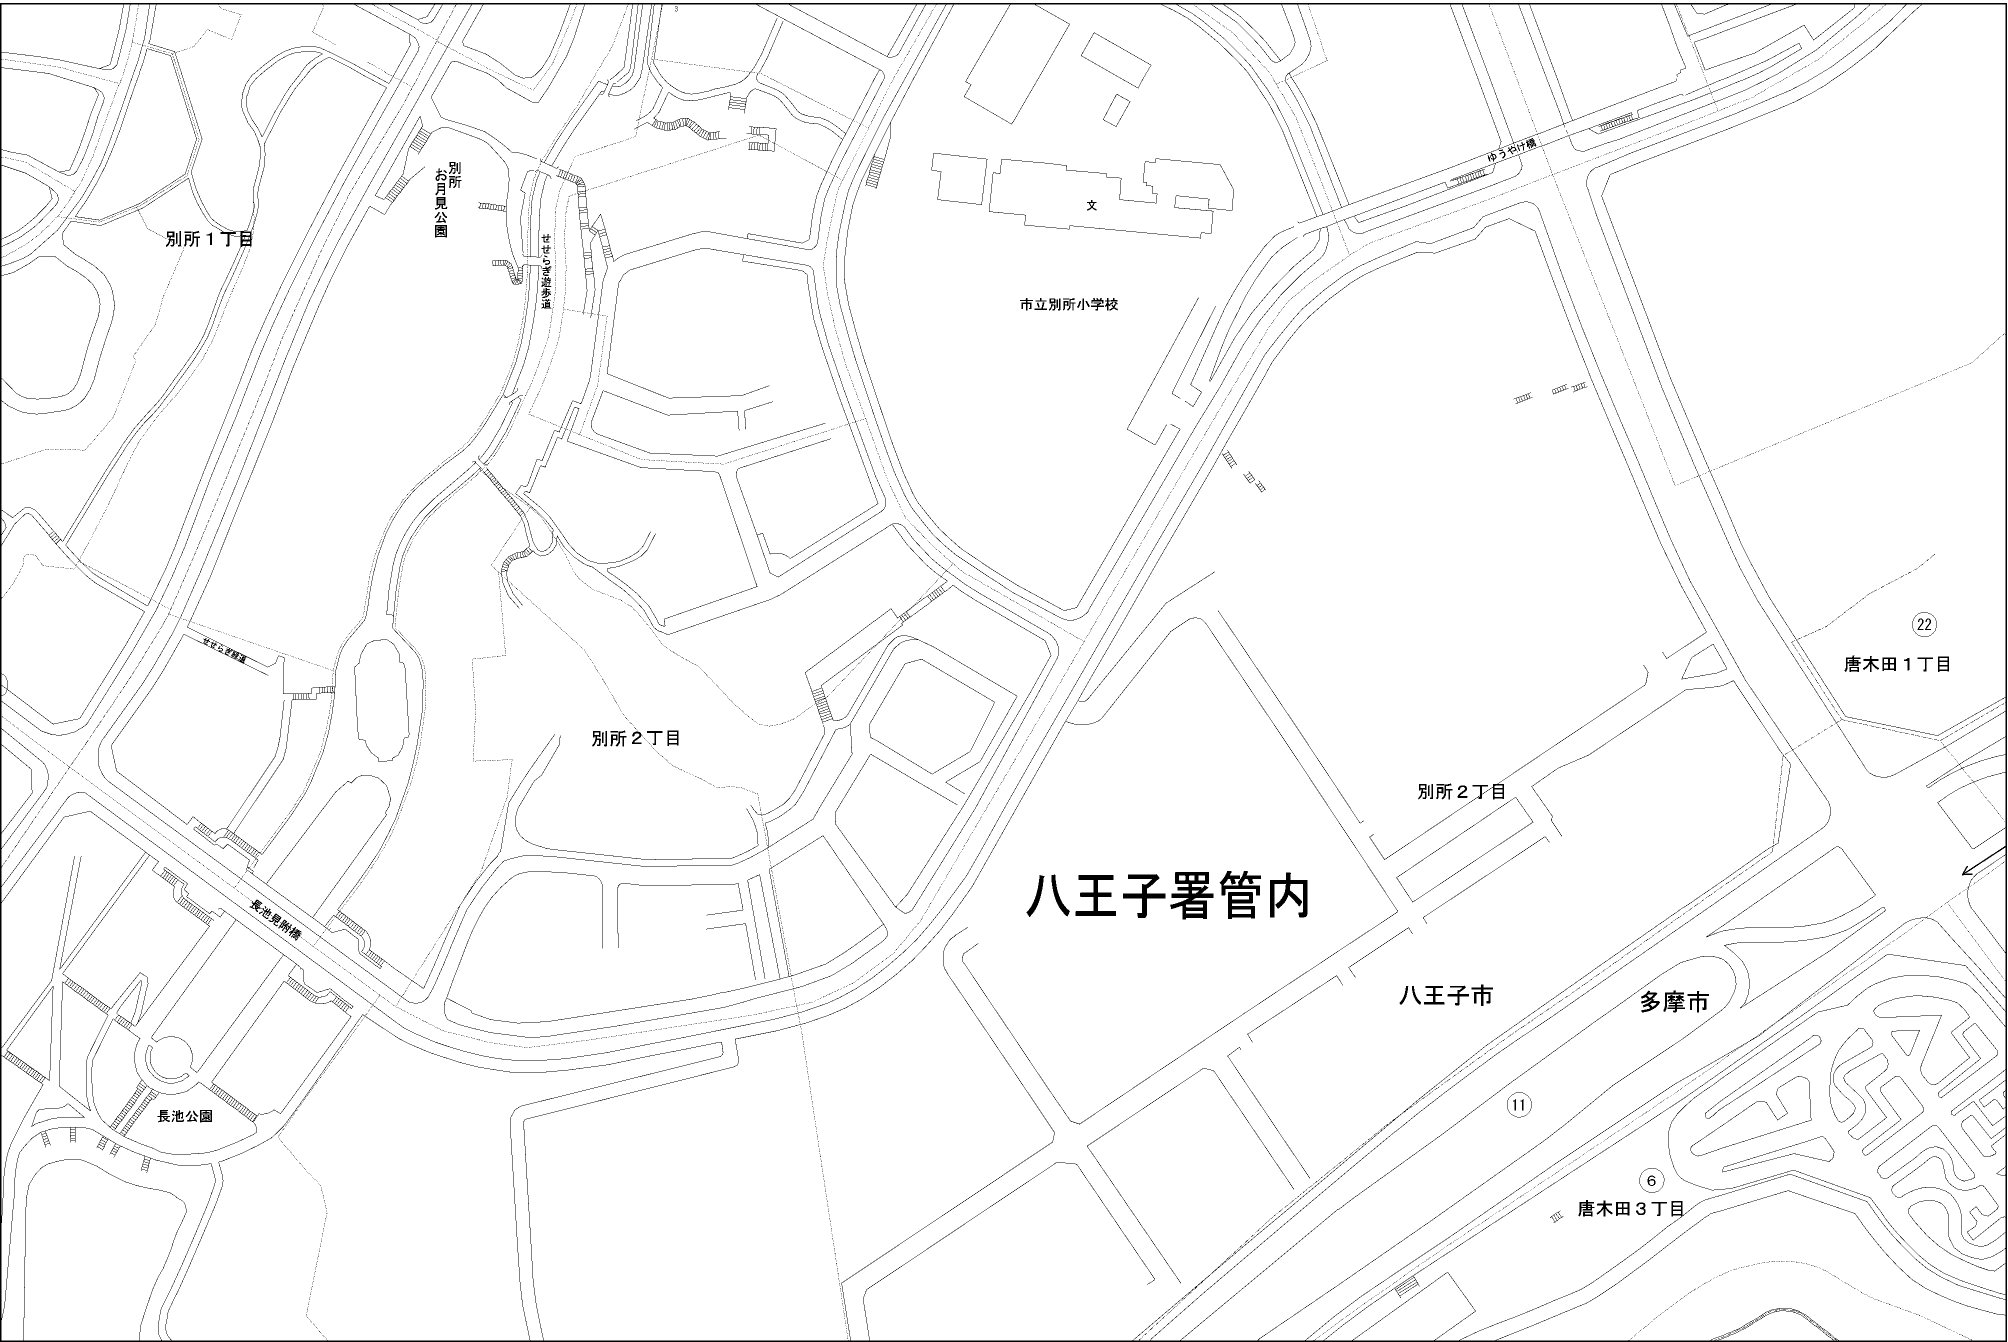 3
ゆうやけ橋
別所
お月見公園
文
別所１丁目
せせらぎ遊歩道
市立別所小学校
22
唐木田１丁目
せせらぎ緑道
別所２丁目
別所２丁目
八王子署管内
長池見附橋
八王子市
多摩市
11
長池公園
6
唐木田３丁目